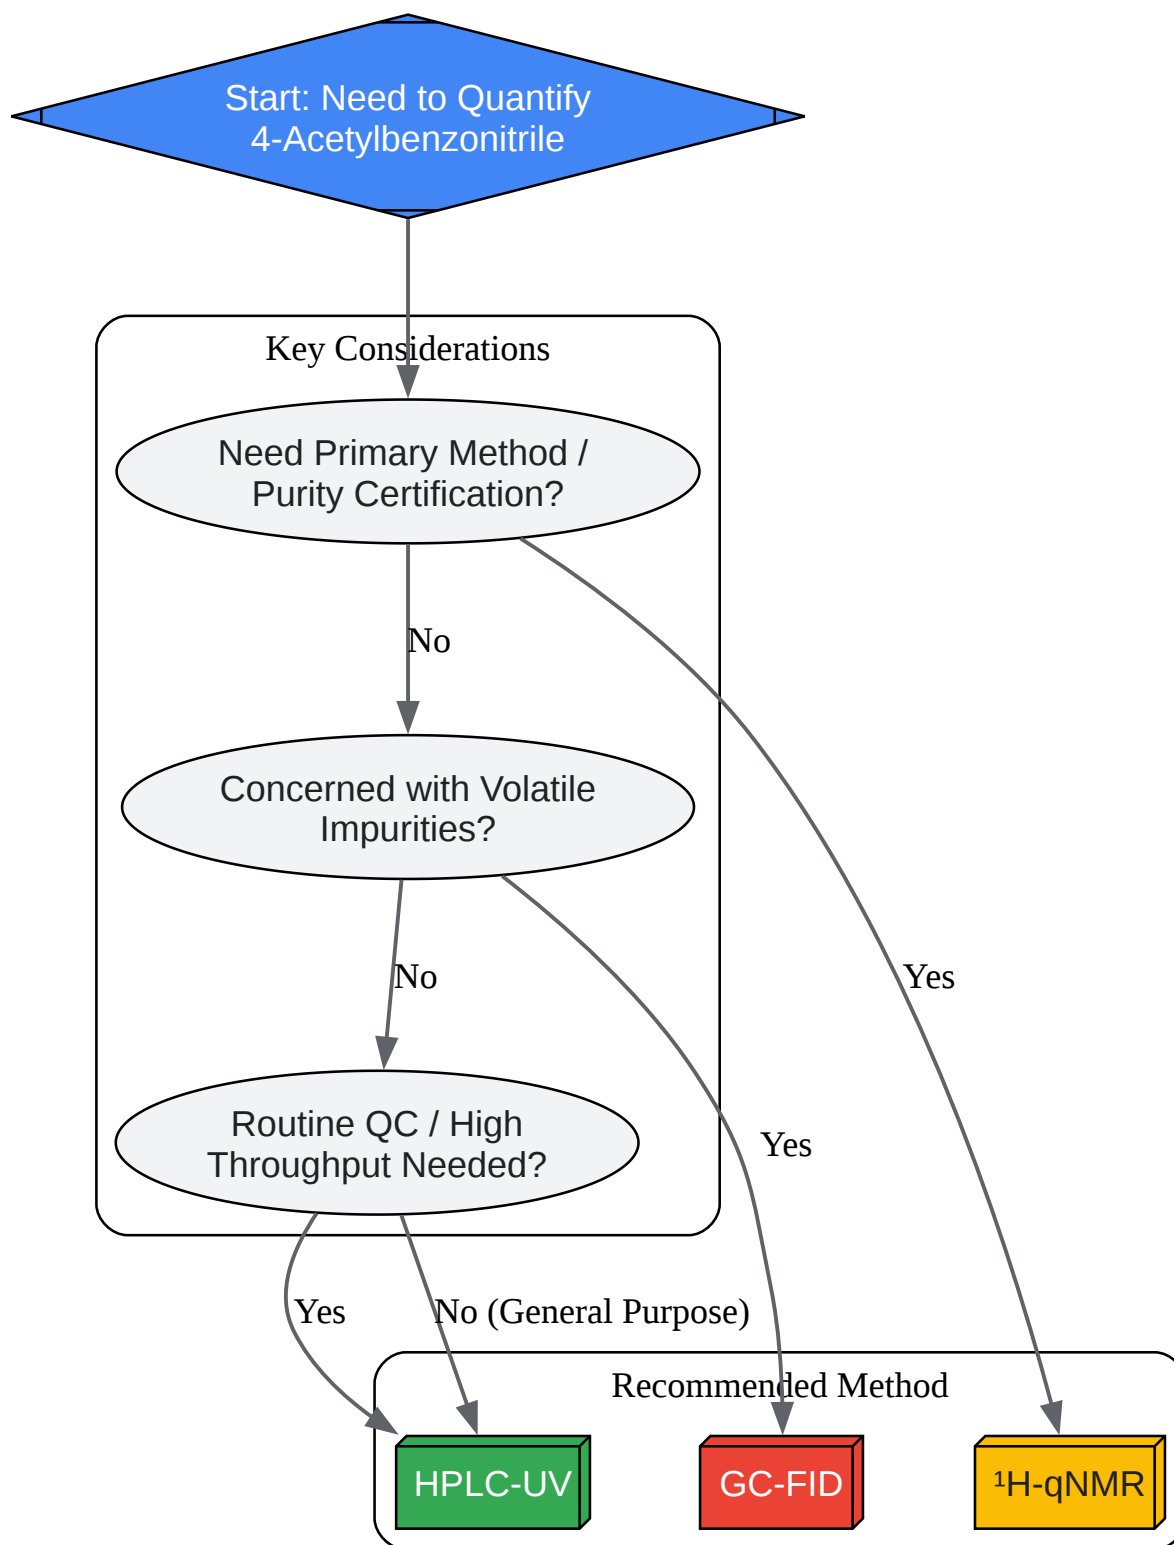 Start: Need to Quantify
4-Acetylbenzonitrile
Key Considerations
Need Primary Method /
Purity Certification?
No
Concerned with Volatile
Impurities?
No
Yes
Routine QC / High
Throughput Needed?
Yes
Yes
No (General Purpose)
Recommended Method
HPLC-UV
GC-FID
¹H-qNMR